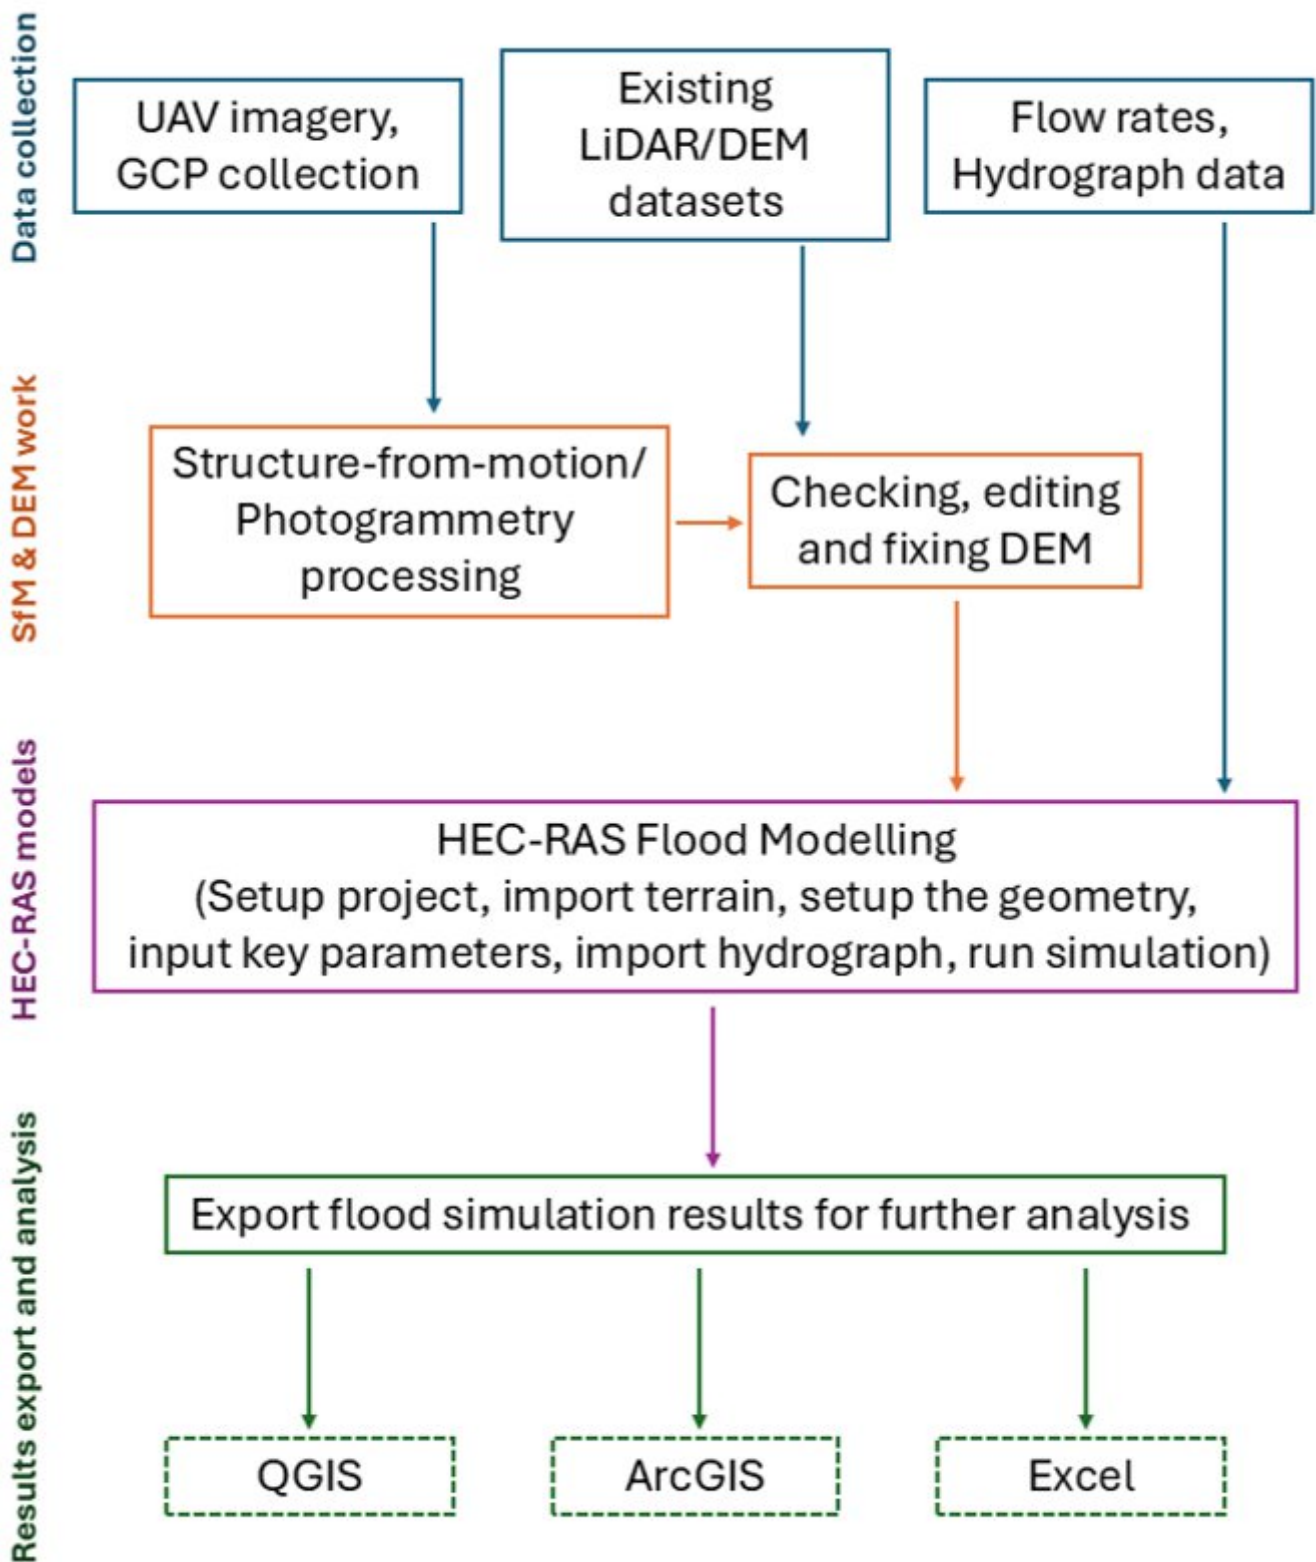 Data collection
UAV imagery,
GCP collection
Existing
LiDAR/DEM
datasets
Flow rates,
Hydrograph data
SfM & DEM work
Structure-from-motion/
Photogrammetry
processing
Checking, editing
and fixing DEM
HEC-RAS models
HEC-RAS Flood Modelling
(Setup project, import terrain, setup the geometry,
input key parameters, import hydrograph, run simulation)
Results export and analysis
Export flood simulation results for further analysis
QGIS
ArcGIS
Excel